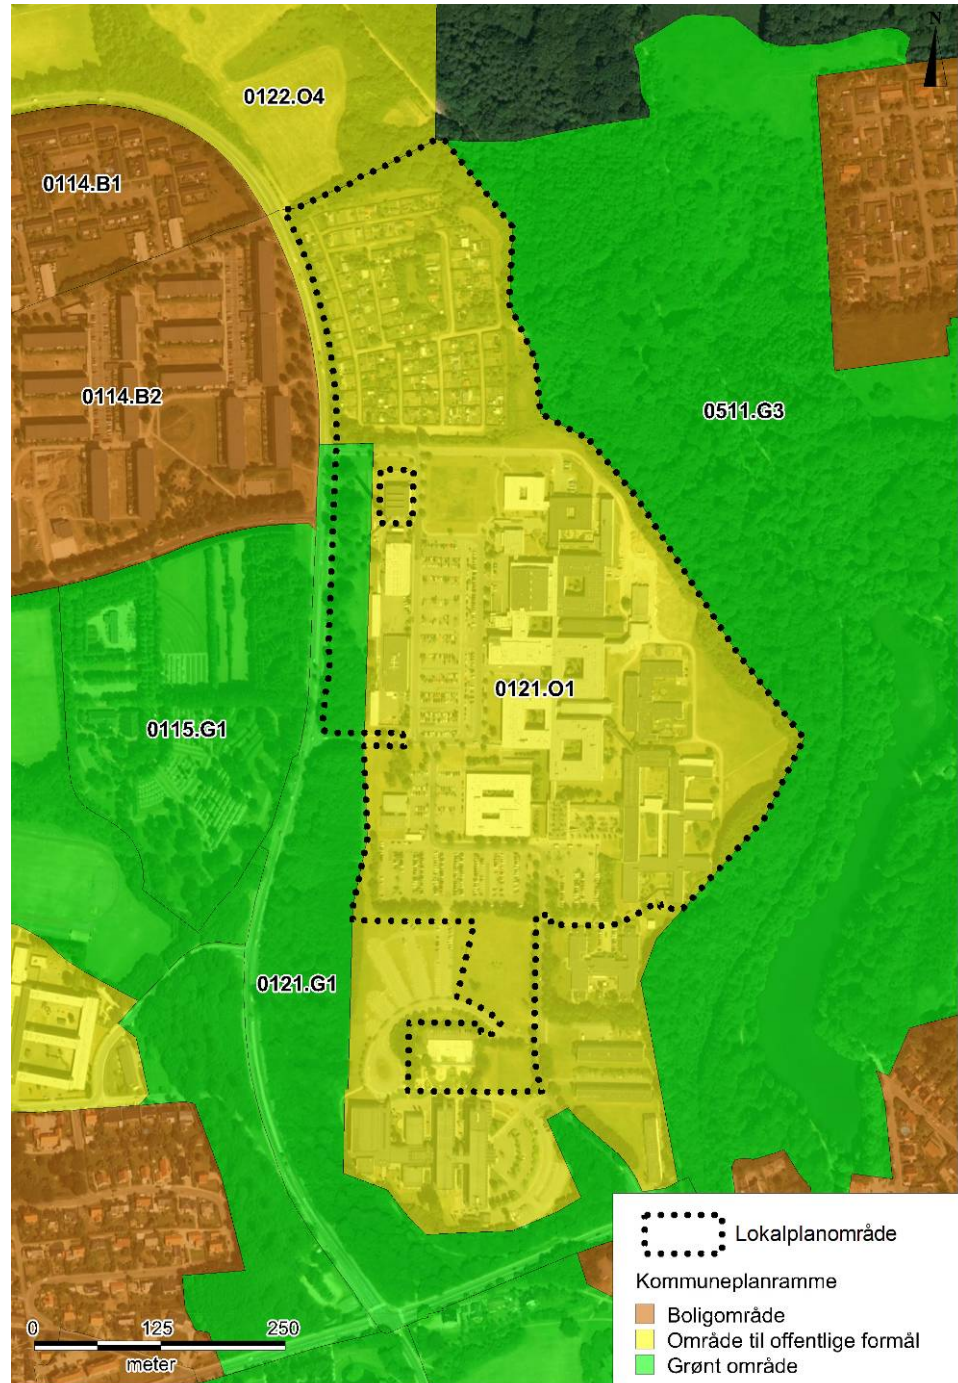 N
0122.O4
0114.B1
0114.B2
0511.G3
0121.O1
0115.G1
0121.G1
Lokalplanområde
Kommuneplanramme
Boligområde
Område til offentlige formål
Grønt område
0 125 250
meter